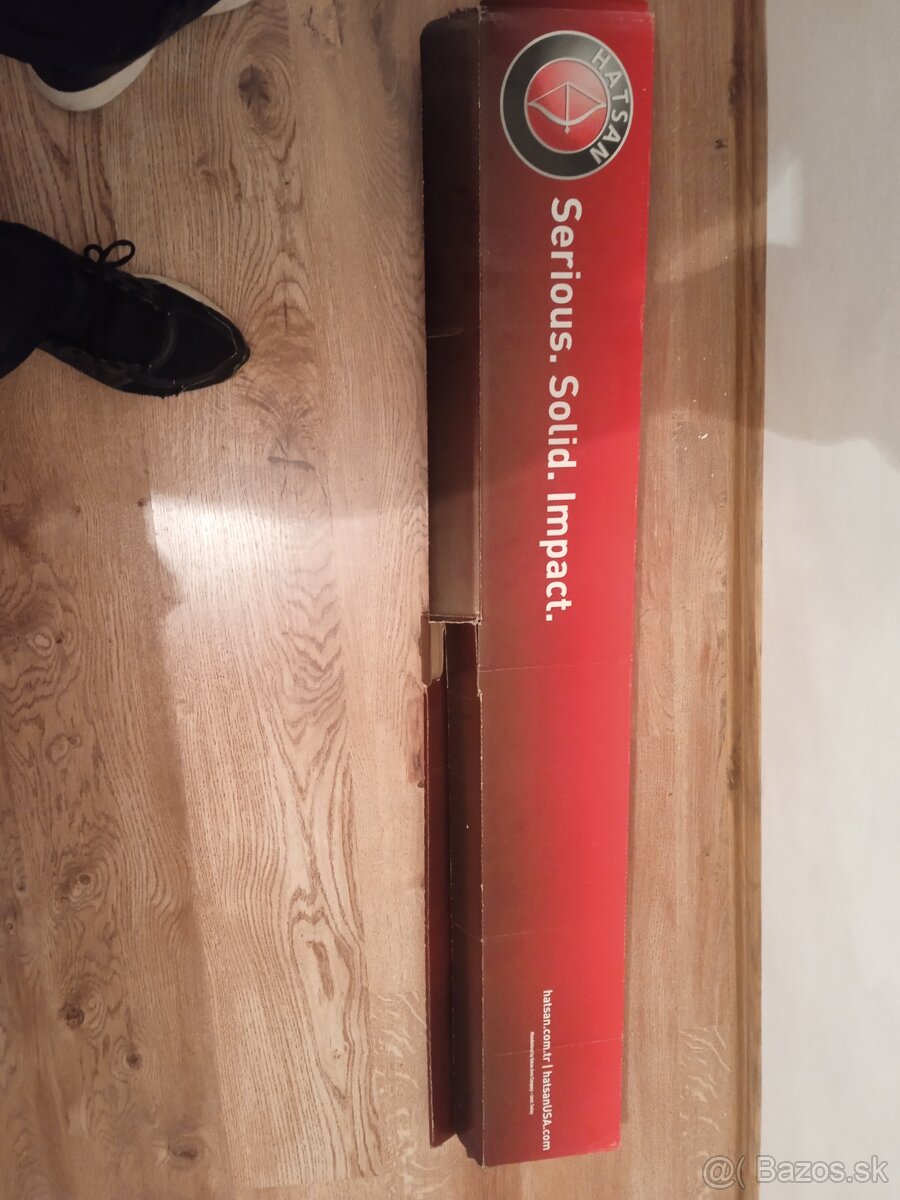 HATSAN
Serious. Solid. Impact.
hatsan.com.tr | hatsanUSA.com
@( Bazos.sk